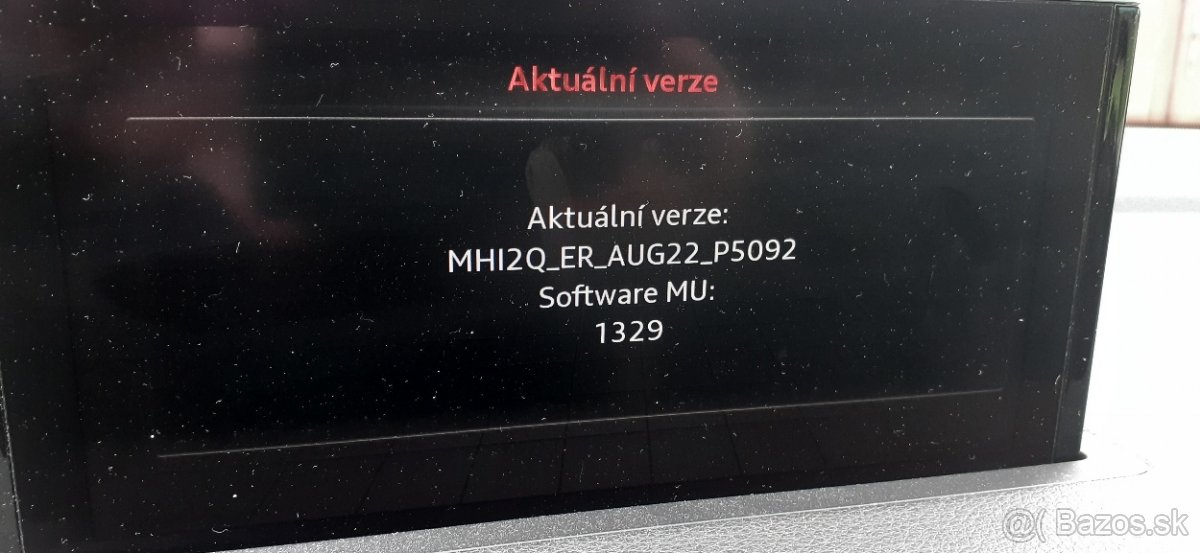 Aktuální verze
Aktuální verze:
MHI2Q_ER_AUG22_P5092
Software MU:
1329
@( Bazos.sk